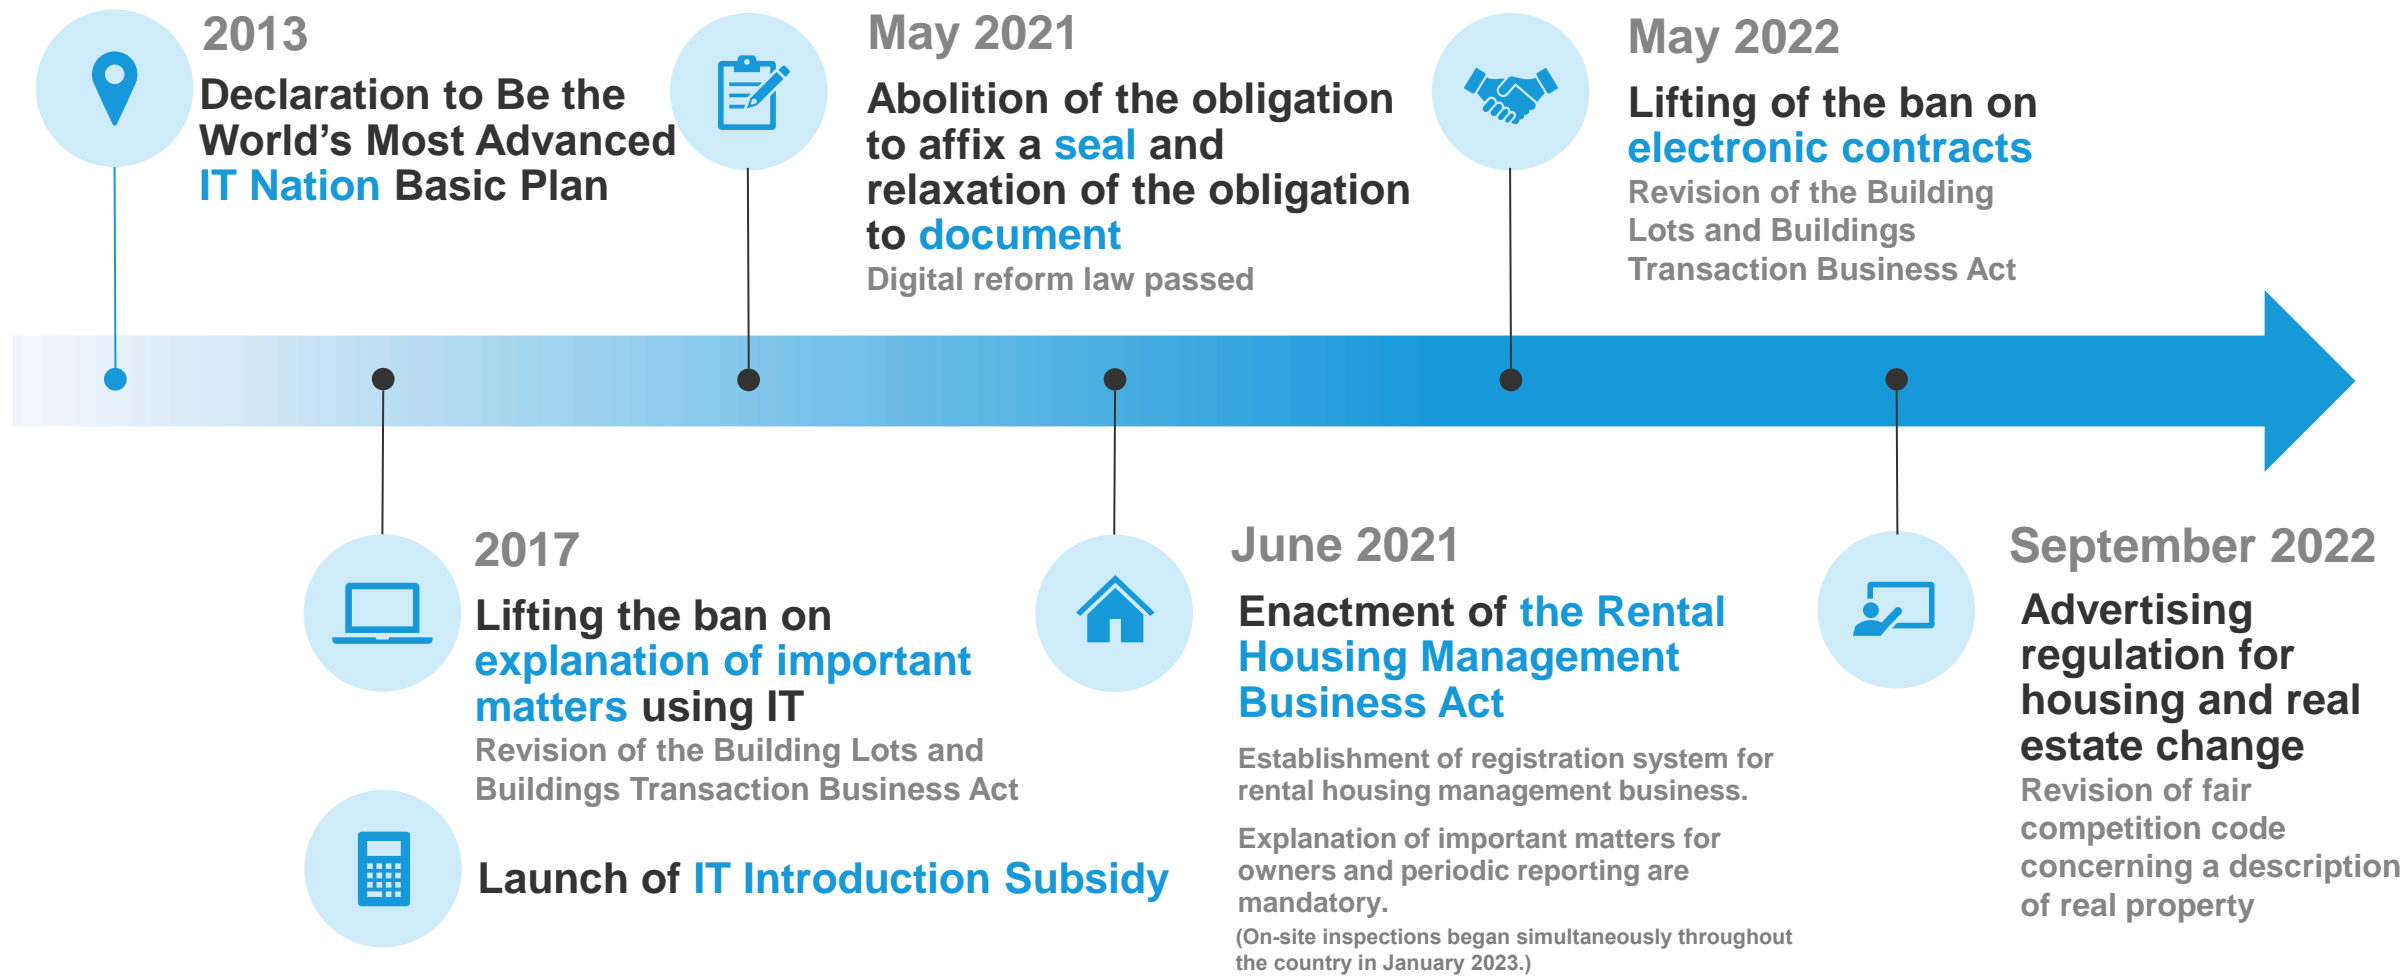 2013
Declaration to Be the
World's Most Advanced
IT Nation Basic Plan
May 2021
Abolition of the obligation
to affix a seal and
relaxation of the obligation
to document
Digital reform law passed
May 2022
Lifting of the ban on
electronic contracts
Revision of the Building
Lots and Buildings
Transaction Business Act
2017
Lifting the ban on
explanation of important
matters using IT
Revision of the Building Lots and
Buildings Transaction Business Act
Launch of IT Introduction Subsidy
June 2021
Enactment of the Rental
Housing Management
Business Act
Establishment of registration system for
rental housing management business.
Explanation of important matters for
owners and periodic reporting are
mandatory.
(On-site inspections began simultaneously throughout
the country in January 2023.)
September 2022
Advertising
regulation for
housing and real
estate change
Revision of fair
competition code
concerning a description
of real property